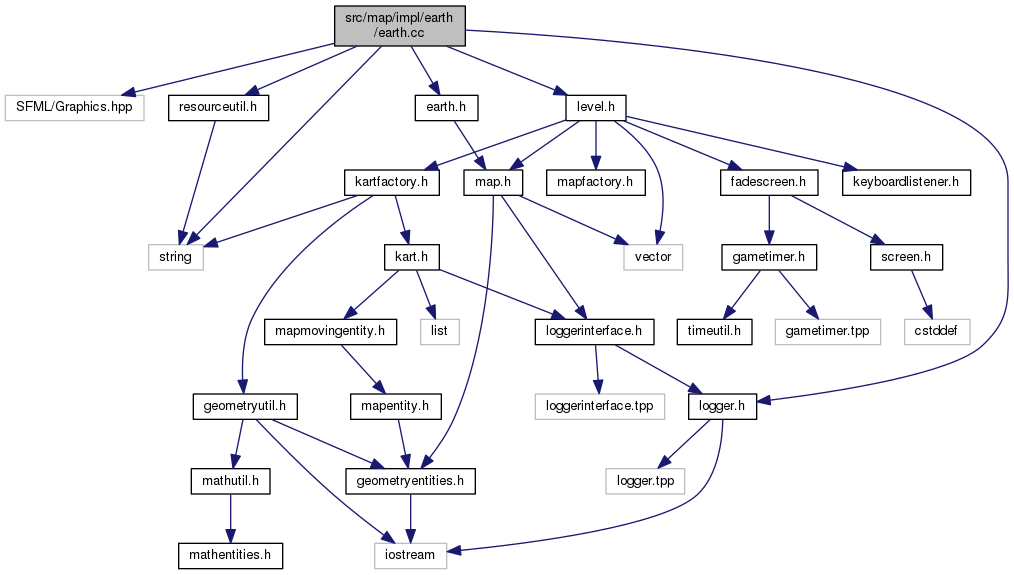 src/map/impl/earth
/earth.cc
SFML/Graphics.hpp
resourceutil.h
earth.h
level.h
kartfactory.h
map.h
mapfactory.h
fadescreen.h
keyboardlistener.h
string
kart.h
vector
gametimer.h
screen.h
mapmovingentity.h
list
loggerinterface.h
timeutil.h
gametimer.tpp
cstddef
geometryutil.h
mapentity.h
loggerinterface.tpp
logger.h
mathutil.h
geometryentities.h
logger.tpp
mathentities.h
iostream